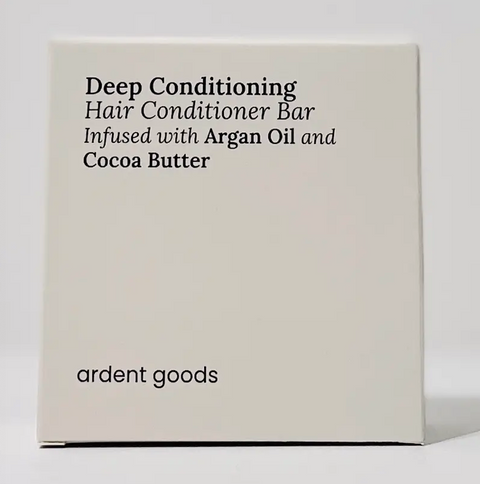 Deep Conditioning
Hair Conditioner Bar
Infused with Argan Oil and
Cocoa Butter
ardent goods